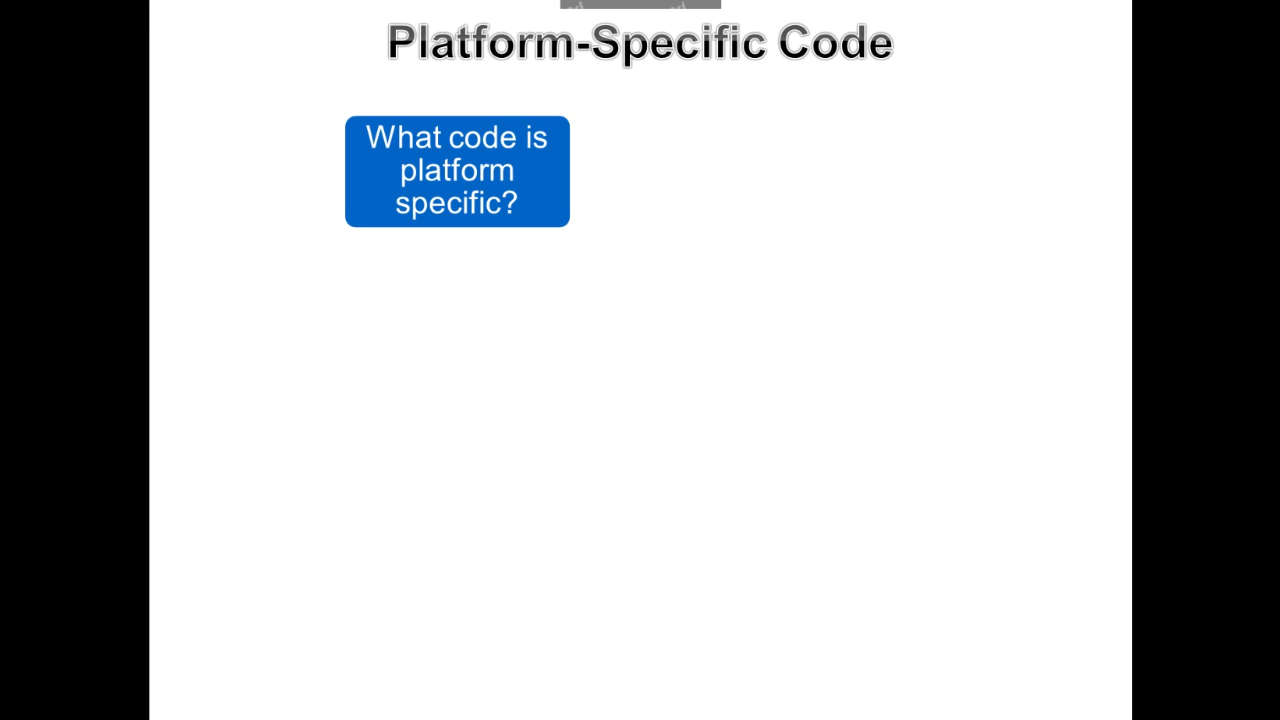 Platform-Specific Code
What code is
platform
specific?